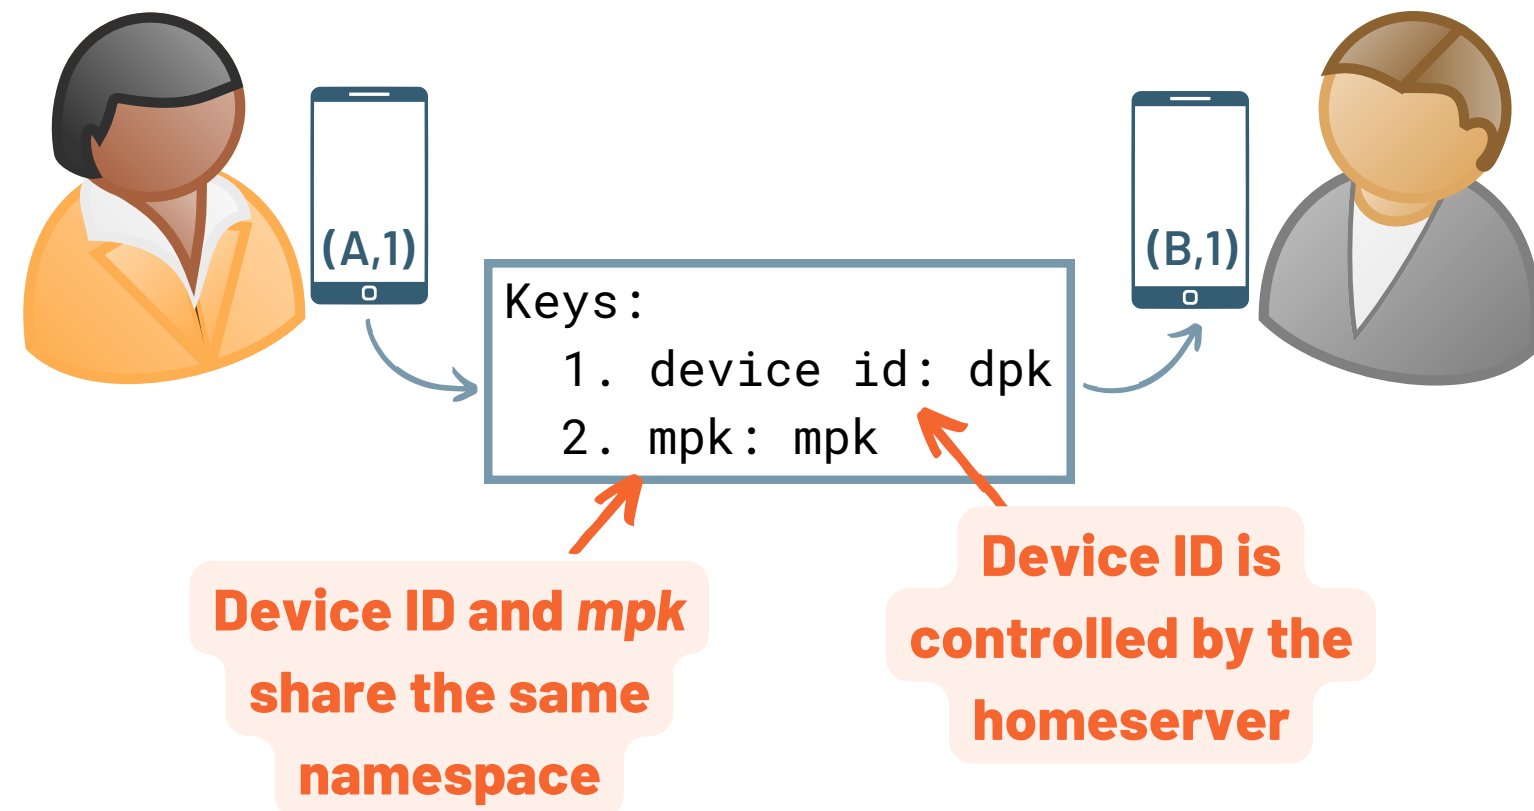 (A,1)
(B,1)
Keys:
1. device id: dpk
2. mpk: mpk
Device ID and mpk
share the same
namespace
Device ID is
controlled by the
homeserver